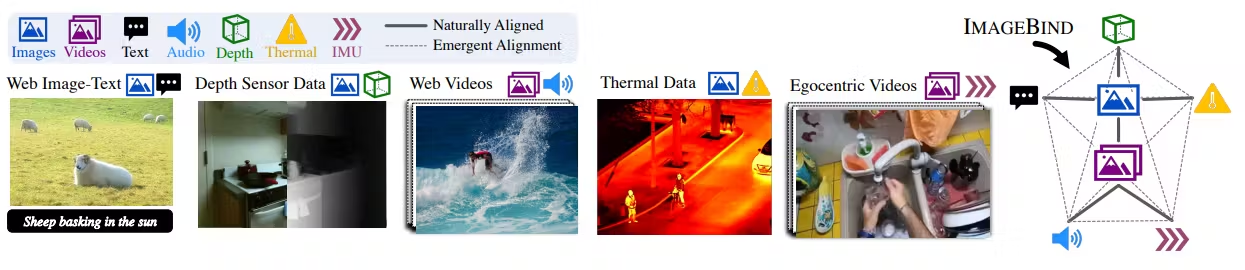 Images Videos Text Audio Depth Thermal IMU
Naturally Aligned
Emergent Alignment
IMAGEBIND
Web Image-Text
Depth Sensor Data
Web Videos
Thermal Data
Egocentric Videos
Sheep basking in the sun